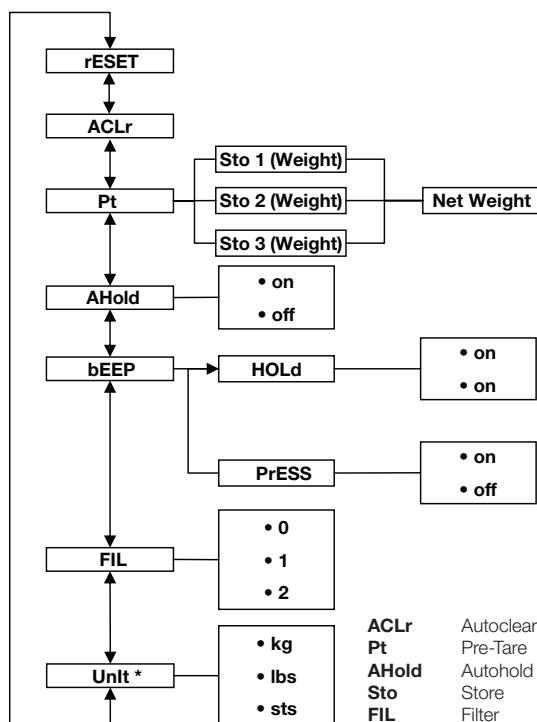 rESET
ACLr
Pt
Sto 1 (Weight)
Sto 2 (Weight)
Sto 3 (Weight)
Net Weight
AHold
• on
• off
bEEP
HOLd
• on
• on
PrESS
• on
• off
FIL
• 0
• 1
• 2
UnIt *
• kg
• lbs
• sts
ACLr Autoclear
Pt Pre-Tare
AHold Autohold
Sto Store
FIL Filter